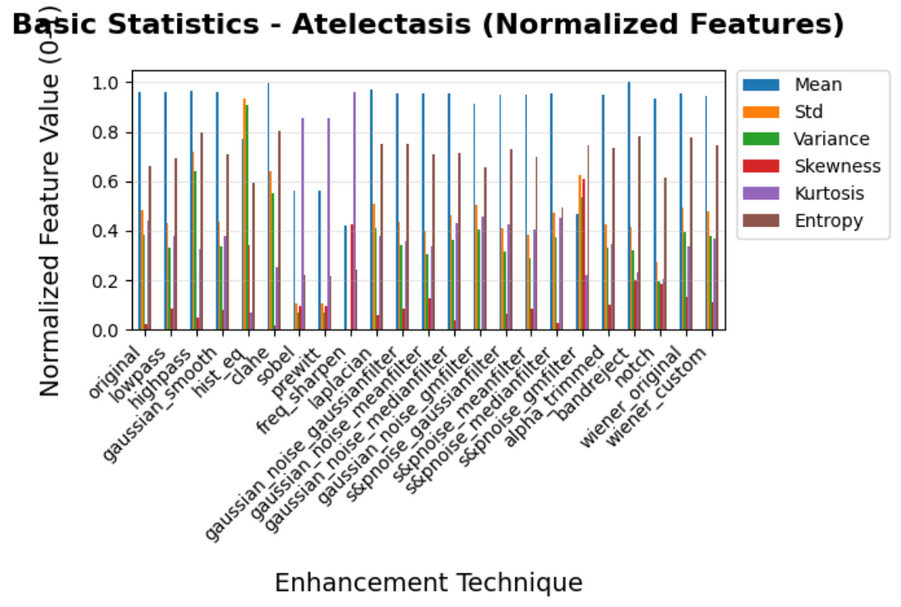 Basic Statistics - Atelectasis (Normalized Features)
Normalized Feature Value (0-1)
1.0
0.8
0.6
0.4
0.2
0.0
Mean
Std
Variance
Skewness
Kurtosis
Entropy
original
lowpass
highpass
gaussian_smooth
hist_eq
clahe
sobel
prewitt
freq_sharpen
laplacian
gaussian_noise_gaussianfilter
gaussian_noise_meanfilter
gaussian_noise_medianfilter
gaussian_noise_gmfilter
s&pnoise_gaussianfilter
s&pnoise_meanfilter
s&pnoise_medianfilter
s&pnoise_gmfilter
alpha_trimmed
bandreject
notch
wiener_original
wiener_custom
Enhancement Technique